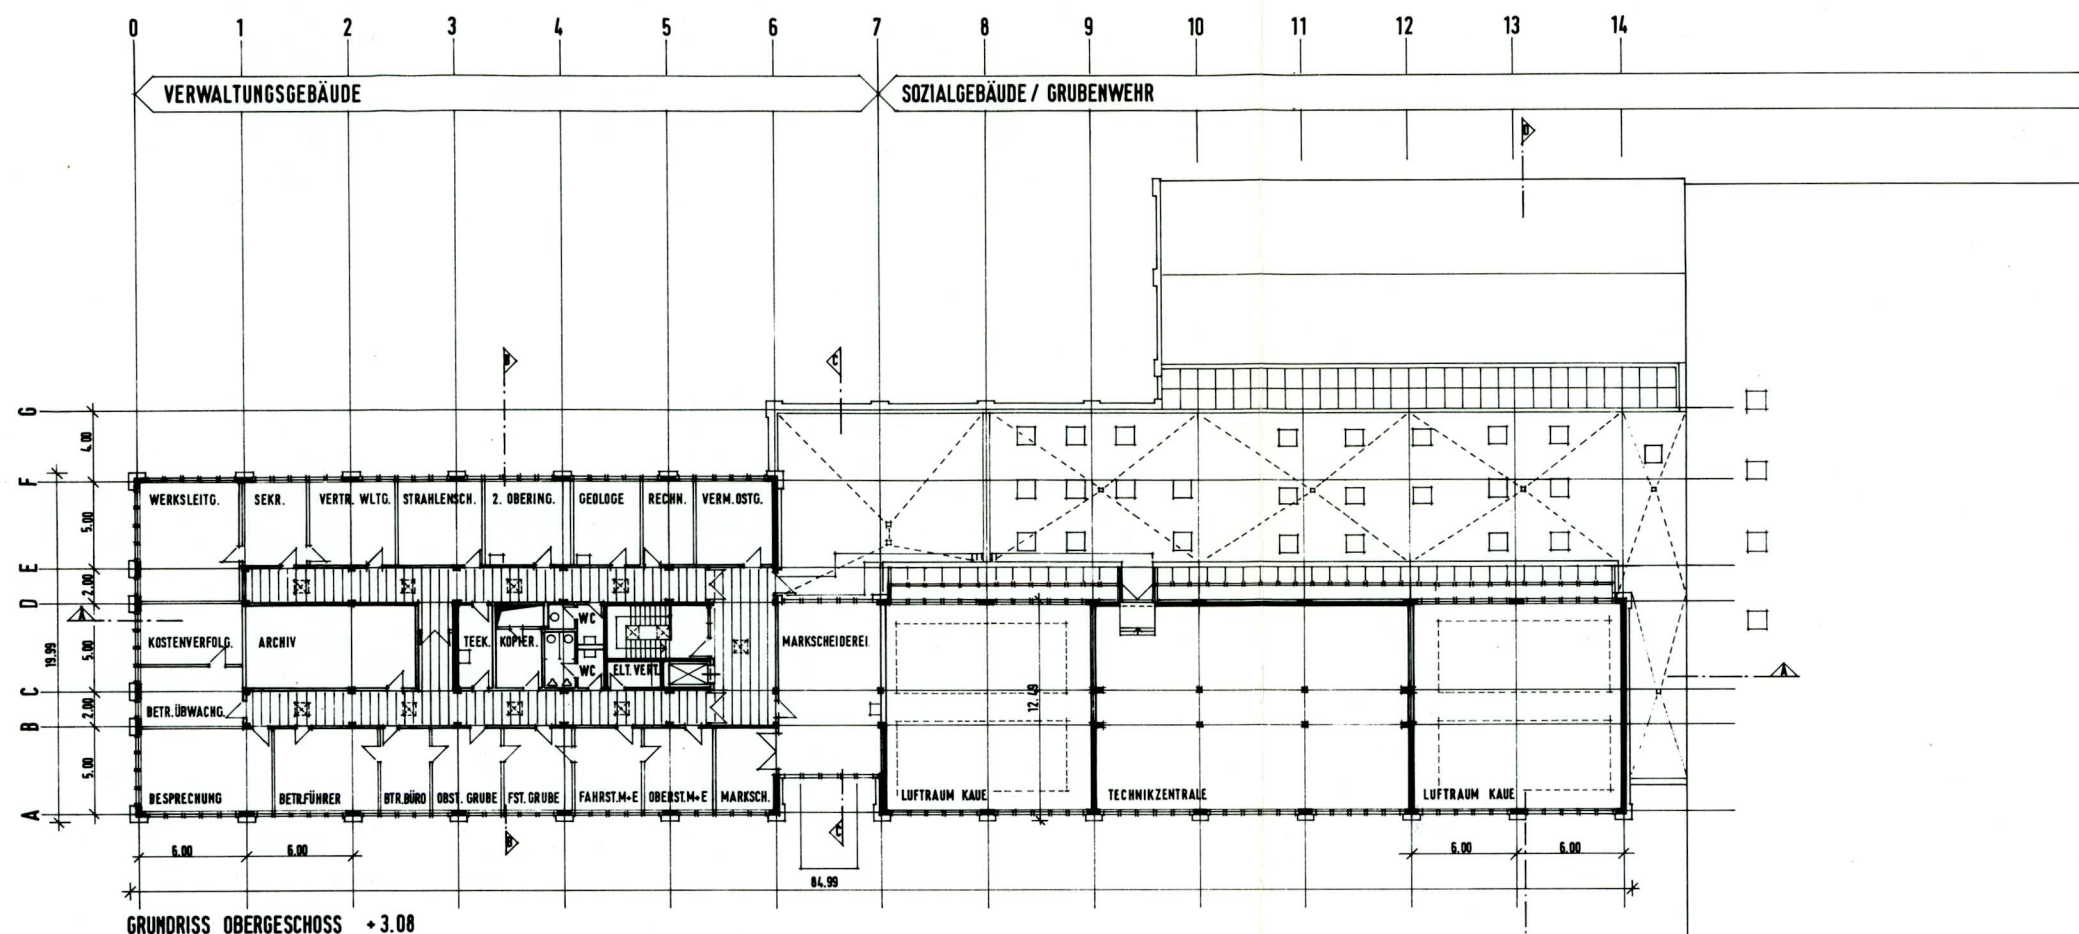 0 1 2 3 4 5 6 7 8 9 10 11 12 13 14
VERWALTUNGSGEBÄUDE
SOZIALGEBÄUDE / GRUBENWEHR
D
B
C
G
4.00
F
WERKSLEITG. SEKR. VERTR. WLTG. STRAHLENSCH. 2. OBERING. GEOLOGE RECHN. VERM.OSTG.
5.00
E
2.00
D
A
KOSTENVERFOLG. ARCHIV TEEK. KOPIER. WC MARKSCHEIDEREI
19.99
5.00
WC ELT.VERT.
A
C
12.49
2.00
BETR.ÜBWACHG.
B
5.00
BESPRECHUNG BETR.FÜHRER BTR.BÜRO OBST. GRUBE FST. GRUBE FAHRST.M+E OBERST.M+E MARKSCH. LUFTRAUM KAUE TECHNIKZENTRALE LUFTRAUM KAUE
A
B
C
6.00 6.00 6.00 6.00
84.99
GRUNDRISS OBERGESCHOSS +3.08